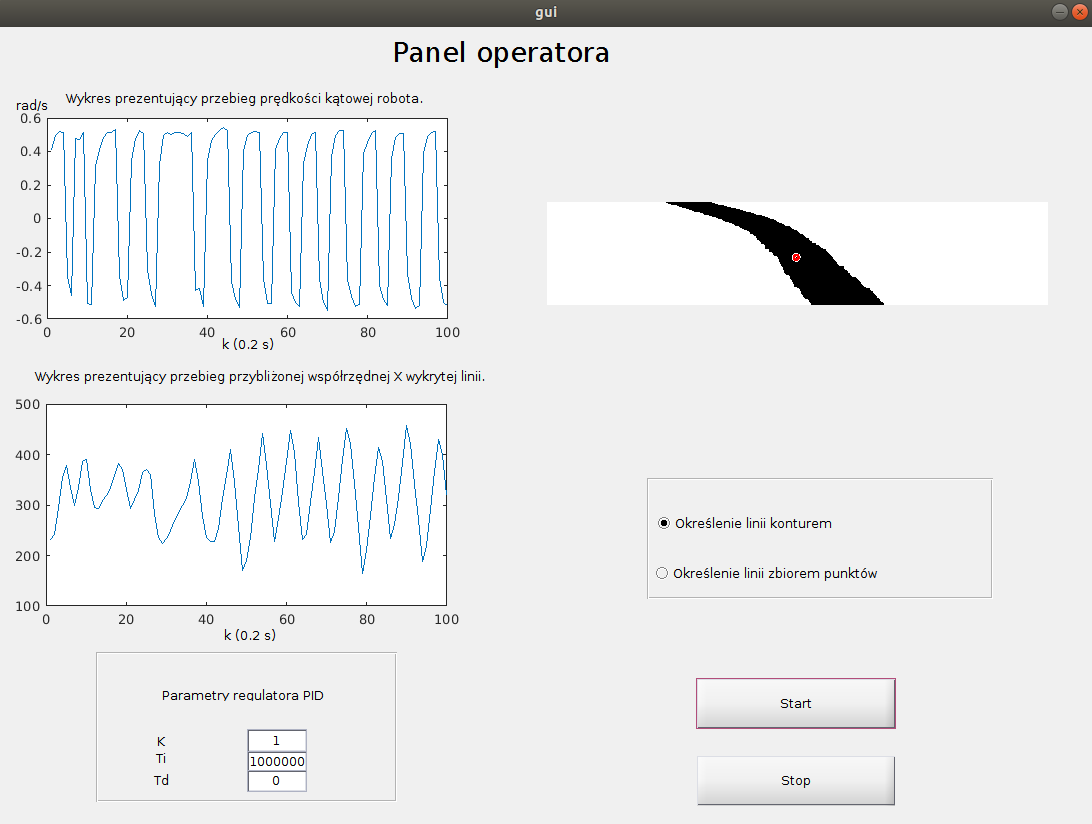 gui
Panel operatora
Wykres prezentujący przebieg prędkości kątowej robota.
rad/s
0.6
0.4
0.2
0
-0.2
-0.4
-0.6
0 20 40 60 80 100
k (0.2 s)
Wykres prezentujący przebieg przybliżonej współrzędnej X wykrytej linii.
500
400
300
200
100
0 20 40 60 80 100
k (0.2 s)
Parametry regulatora PID
K 1
Ti 1000000
Td 0
Określenie linii konturem
Określenie linii zbiorem punktów
Start
Stop